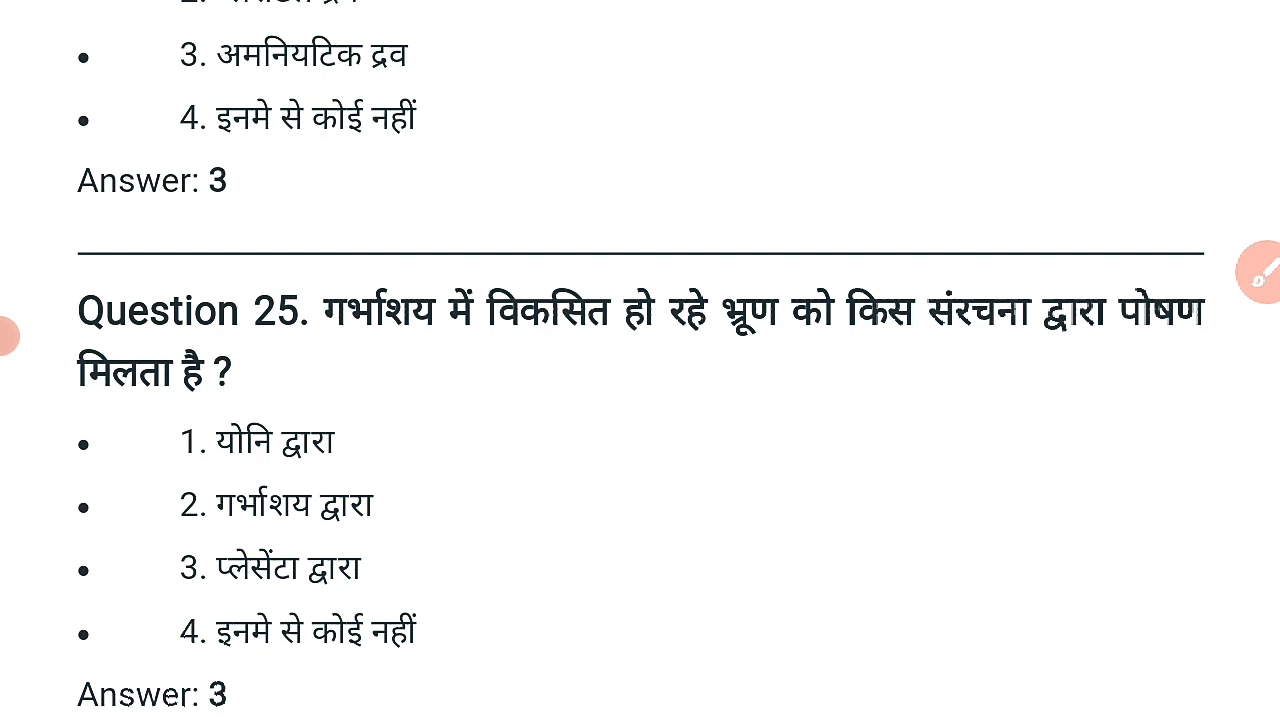 3. अमनियटिक द्रव
4. इनमे से कोई नहीं
Answer: 3
Question 25. गर्भाशय में विकसित हो रहे भ्रूण को किस संरचना द्वारा पोषण
मिलता है ?
1. योनि द्वारा
2. गर्भाशय द्वारा
3. प्लेसेंटा द्वारा
4. इनमे से कोई नहीं
Answer: 3